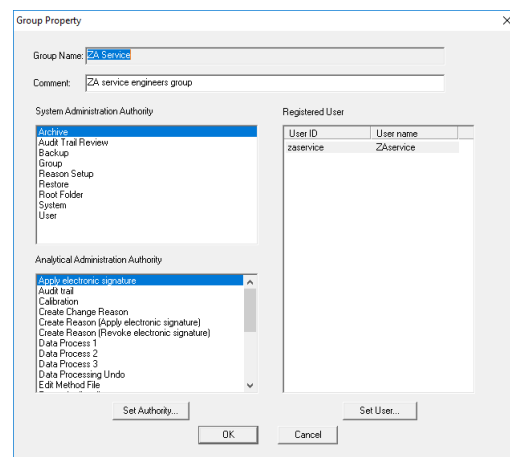 Group Property
Group Name: ZA Service
Comment: ZA service engineers group
System Administration Authority
Archive
Audit Trail Review
Backup
Group
Reason Setup
Restore
Root Folder
System
User
Registered User
User ID User name
zaservice ZAservice
Analytical Administration Authority
Apply electronic signature
Audit trail
Calibration
Create Change Reason
Create Reason (Apply electronic signature)
Create Reason (Revoke electronic signature)
Data Process 1
Data Process 2
Data Process 3
Data Processing Undo
Edit Method File
Set Authority...
Set User...
OK Cancel